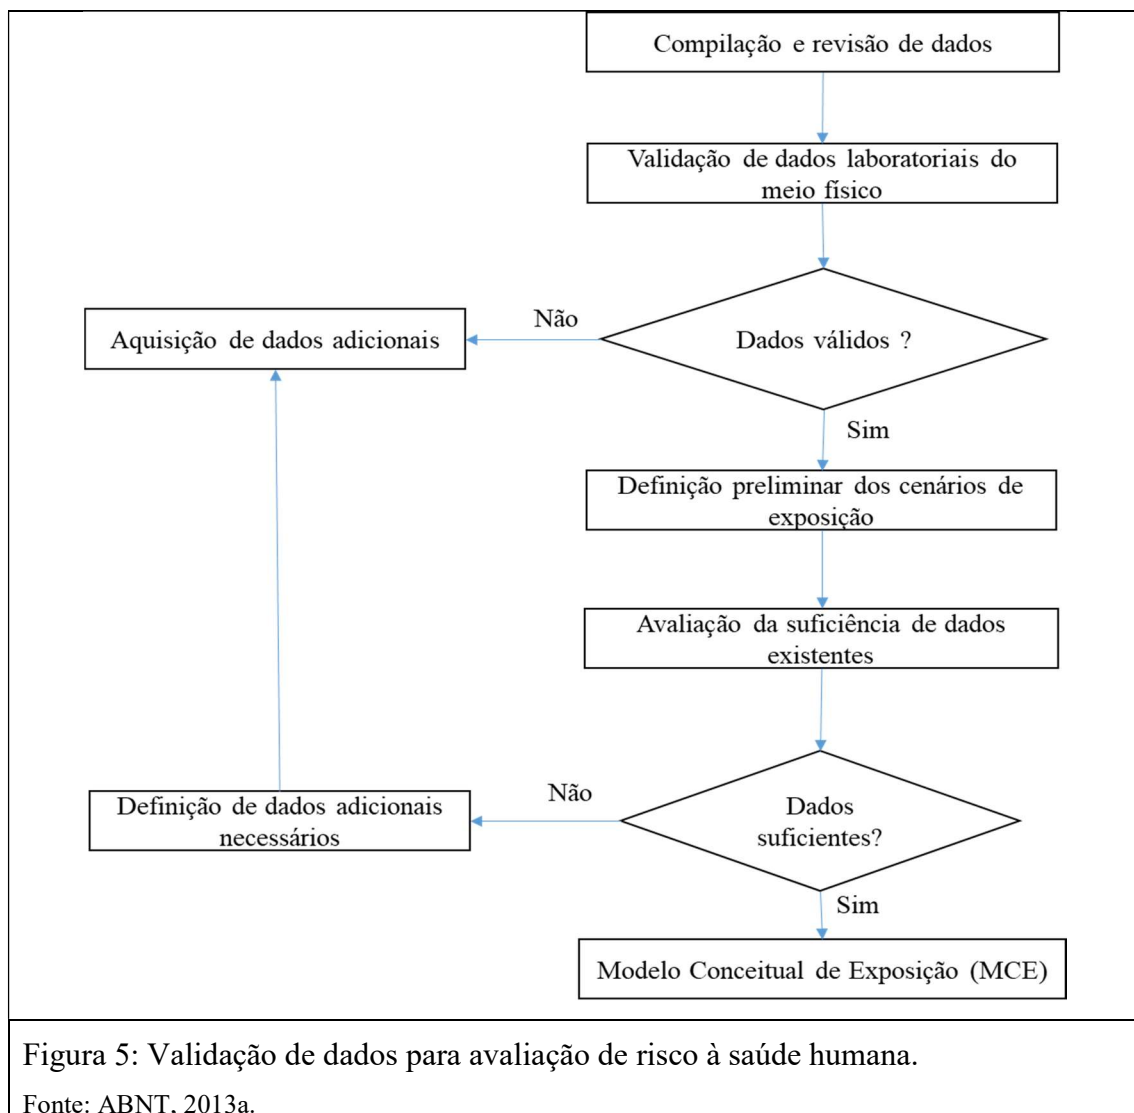 Compilação e revisão de dados
Validação de dados laboratoriais do
meio físico
Não
Aquisição de dados adicionais
Dados válidos ?
Sim
Definição preliminar dos cenários de
exposição
Avaliação da suficiência de dados
existentes
Não
Definição de dados adicionais
necessários
Dados
suficientes?
Sim
Modelo Conceitual de Exposição (MCE)
Figura 5: Validação de dados para avaliação de risco à saúde humana.
Fonte: ABNT, 2013a.